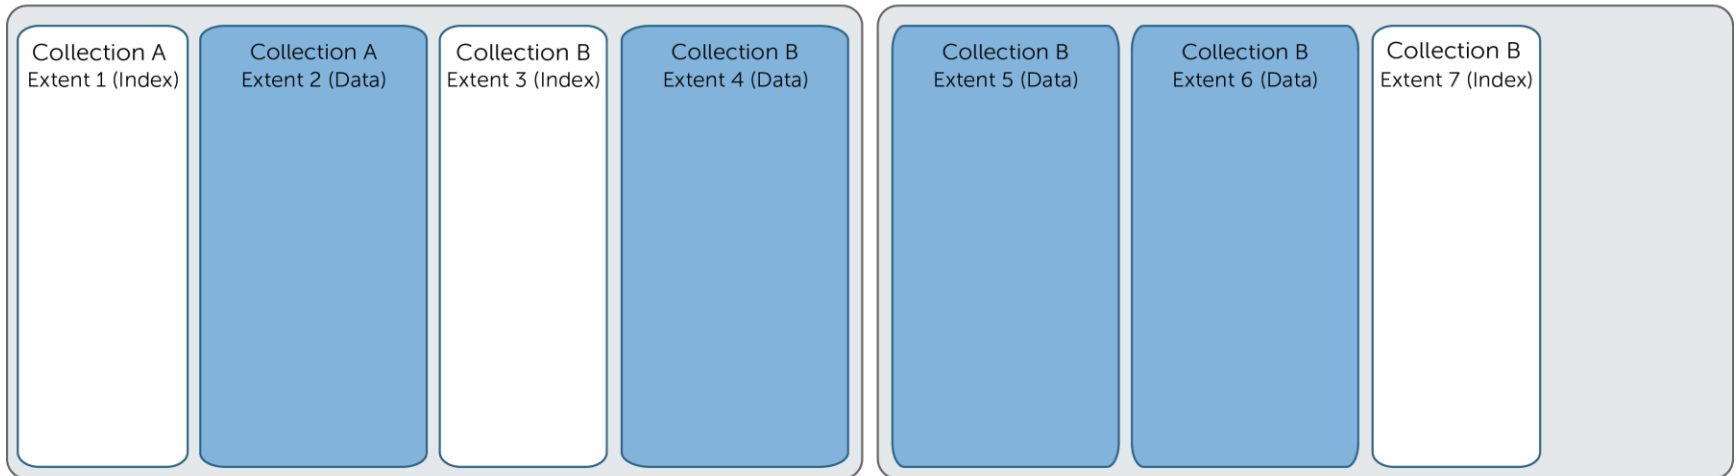 Collection A
Extent 1 (Index)
Collection A
Extent 2 (Data)
Collection B
Extent 3 (Index)
Collection B
Extent 4 (Data)
Collection B
Extent 5 (Data)
Collection B
Extent 6 (Data)
Collection B
Extent 7 (Index)